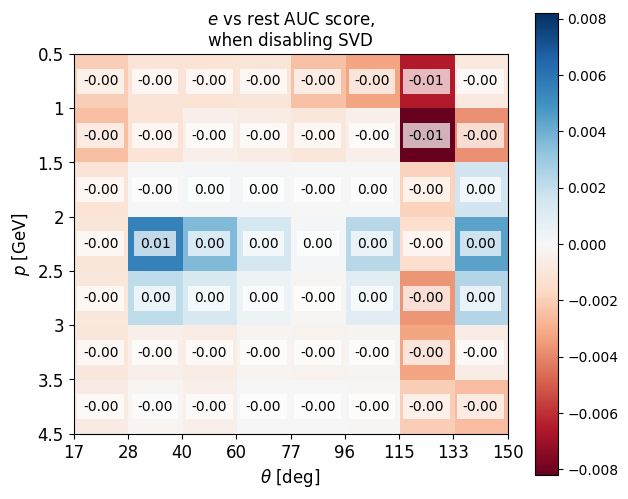 e vs rest AUC score,
when disabling SVD
0.5
-0.00 -0.00 -0.00 -0.00 -0.00 -0.00 -0.01 -0.00
1
-0.00 -0.00 -0.00 -0.00 -0.00 -0.00 -0.01 -0.00
1.5
-0.00 -0.00 0.00 0.00 0.00 0.00 -0.00 0.00
2
-0.00 0.01 0.00 0.00 0.00 0.00 -0.00 0.00
2.5
-0.00 0.00 0.00 0.00 -0.00 0.00 -0.00 0.00
3
-0.00 -0.00 -0.00 -0.00 -0.00 -0.00 -0.00 -0.00
3.5
-0.00 -0.00 -0.00 -0.00 -0.00 -0.00 -0.00 -0.00
4.5
p [GeV]
17 28 40 60 77 96 115 133 150
θ [deg]
0.008
0.006
0.004
0.002
0.000
−0.002
−0.004
−0.006
−0.008